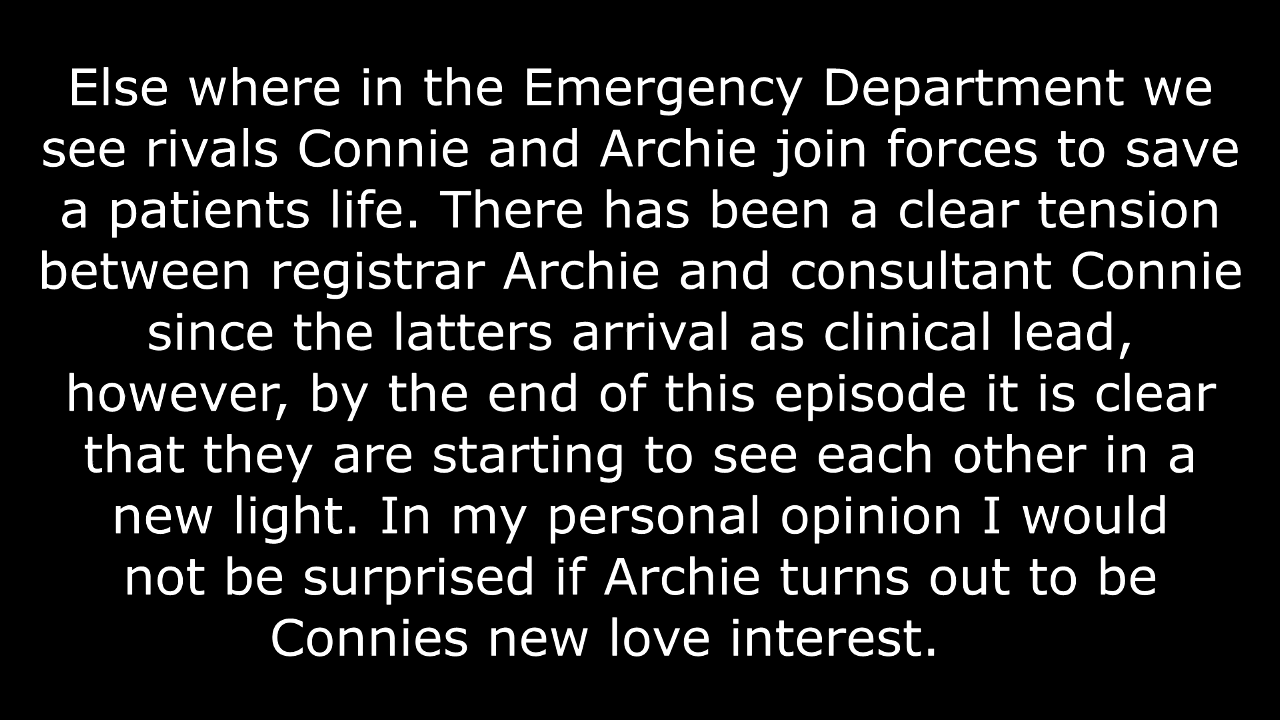 Else where in the Emergency Department we
see rivals Connie and Archie join forces to save
a patients life. There has been a clear tension
between registrar Archie and consultant Connie
since the latters arrival as clinical lead,
however, by the end of this episode it is clear
that they are starting to see each other in a
new light. In my personal opinion I would
not be surprised if Archie turns out to be
Connies new love interest.